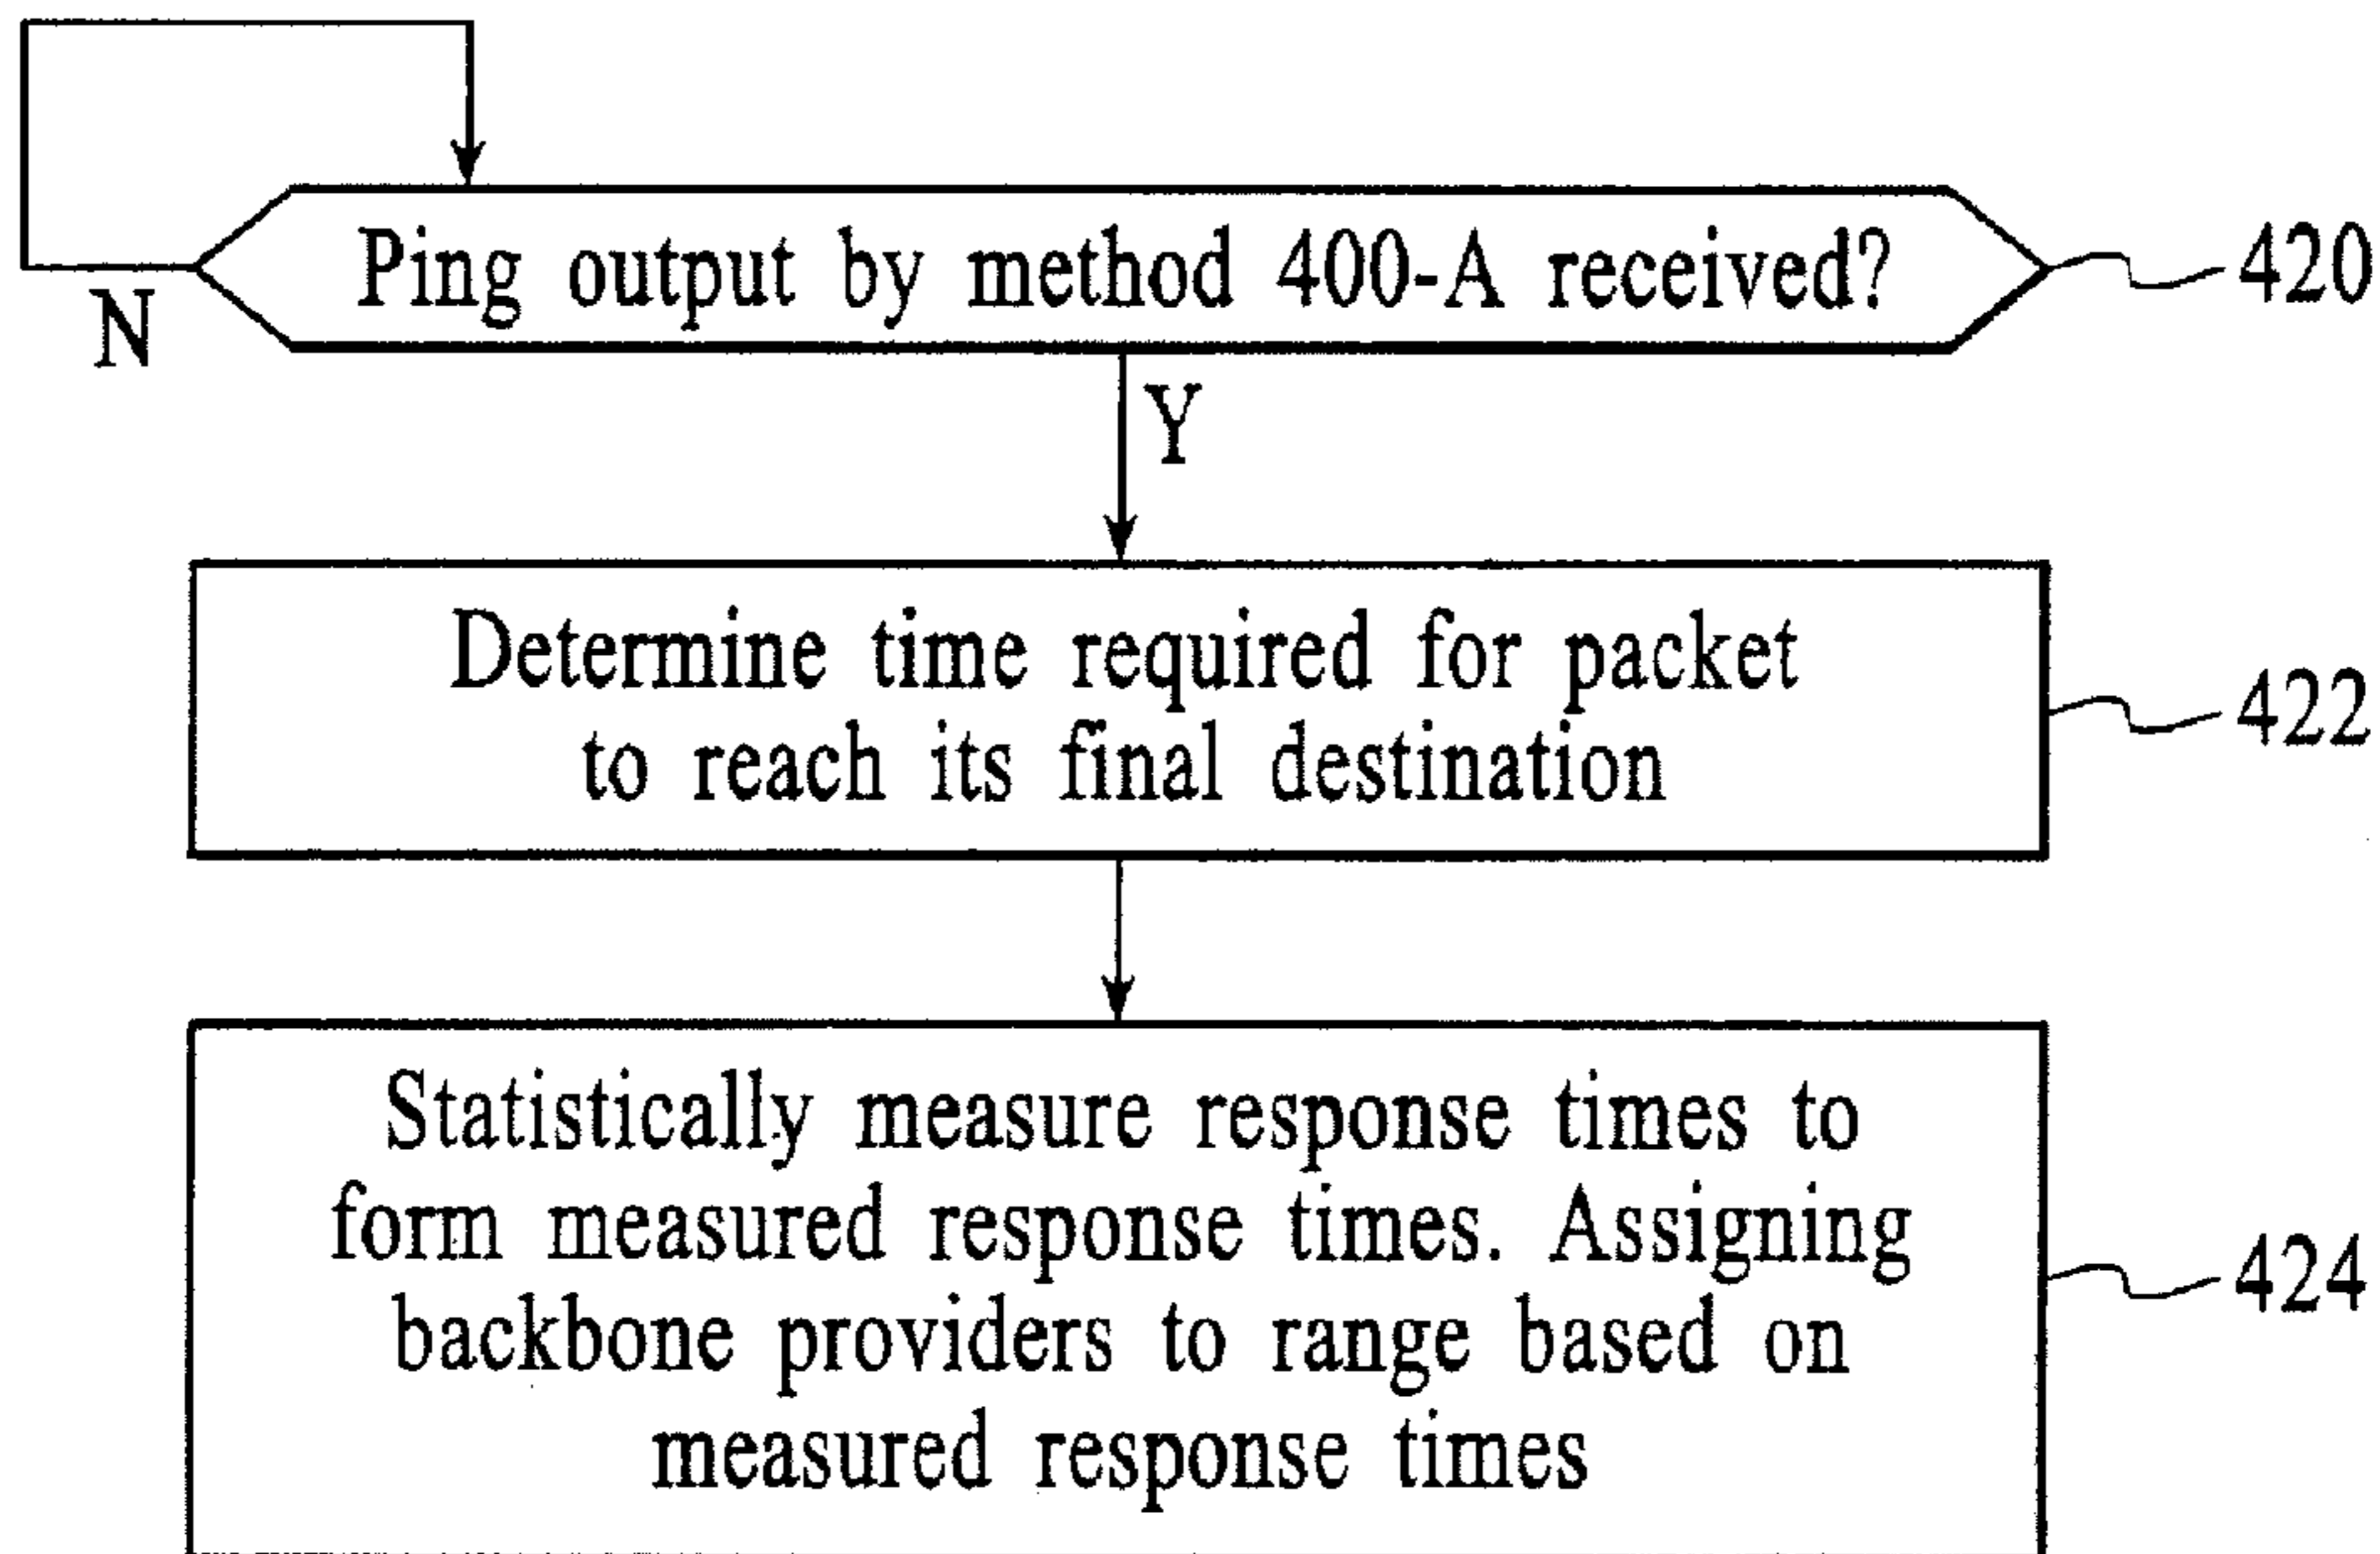 Ping output by method 400-A received?
420
N
Y
Determine time required for packet
to reach its final destination
422
Statistically measure response times to
form measured response times. Assigning
backbone providers to range based on
measured response times
424